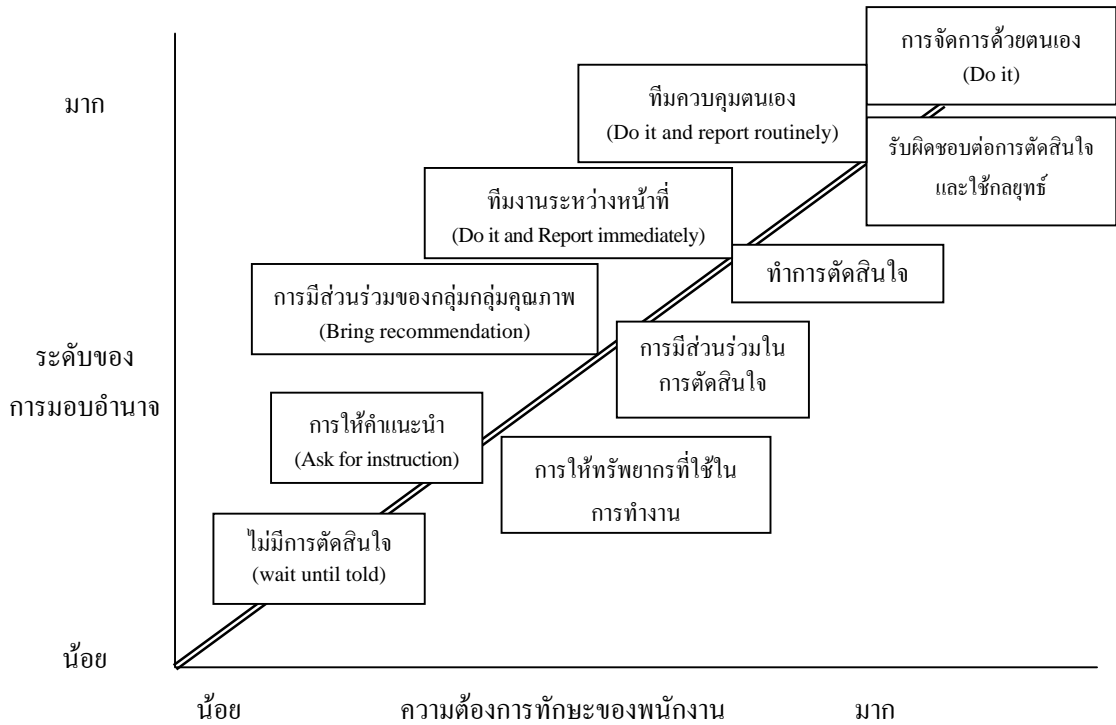 การจัดการด้วยตนเอง
(Do it)
มาก
ทีมควบคุมตนเอง
(Do it and report routinely)
รับผิดชอบต่อการตัดสินใจ
และใช้กลยุทธ์
ทีมงานระหว่างหน้าที่
(Do it and Report immediately)
ทำการตัดสินใจ
การมีส่วนร่วมของกลุ่มกลุ่มคุณภาพ
(Bring recommendation)
การมีส่วนร่วมใน
การตัดสินใจ
ระดับของ
การมอบอำนาจ
การให้คำแนะนำ
(Ask for instruction)
การให้ทรัพยากรที่ใช้ใน
การทำงาน
ไม่มีการตัดสินใจ
(wait until told)
น้อย
น้อย ความต้องการทักษะของพนักงาน มาก